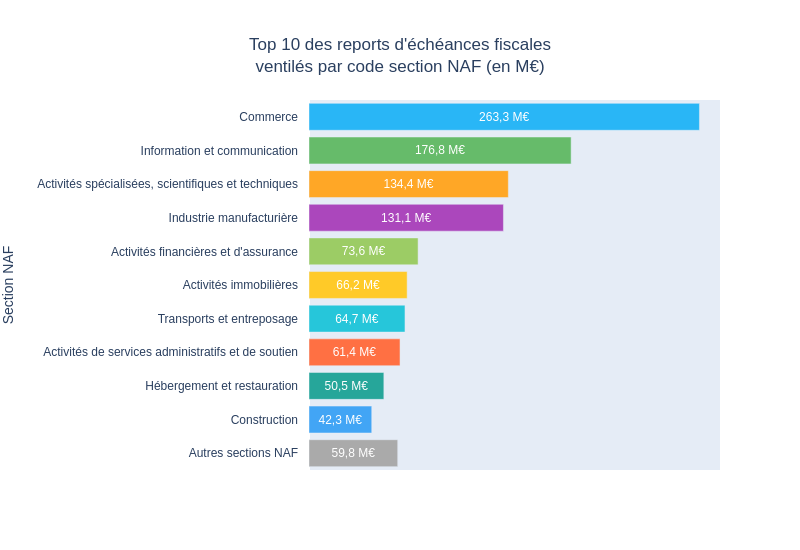 Top 10 des reports d'échéances fiscales
ventilés par code section NAF (en M€)
Section NAF
Commerce 263,3 M€
Information et communication 176,8 M€
Activités spécialisées, scientifiques et techniques 134,4 M€
Industrie manufacturière 131,1 M€
Activités financières et d'assurance 73,6 M€
Activités immobilières 66,2 M€
Transports et entreposage 64,7 M€
Activités de services administratifs et de soutien 61,4 M€
Hébergement et restauration 50,5 M€
Construction 42,3 M€
Autres sections NAF 59,8 M€